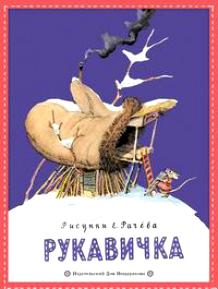 Рисунки Е. Рачёва
РУКАВИЧКА
Издательский Дом Мещерякова